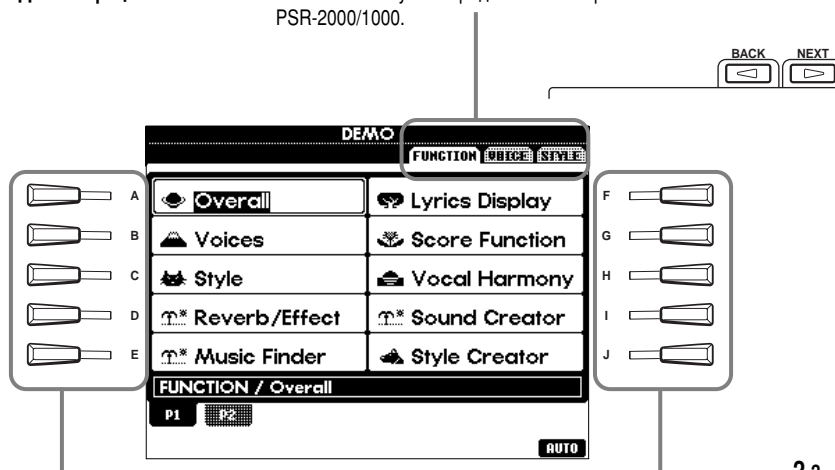 PSR-2000/1000.
BACK NEXT
DEMO
FUNCTION VOICE STYLE
A Overall Lyrics Display F
B Voices Score Function G
C Style Vocal Harmony H
D Reverb/Effect Sound Creator I
E Music Finder Style Creator J
FUNCTION / Overall
P1 P2
AUTO